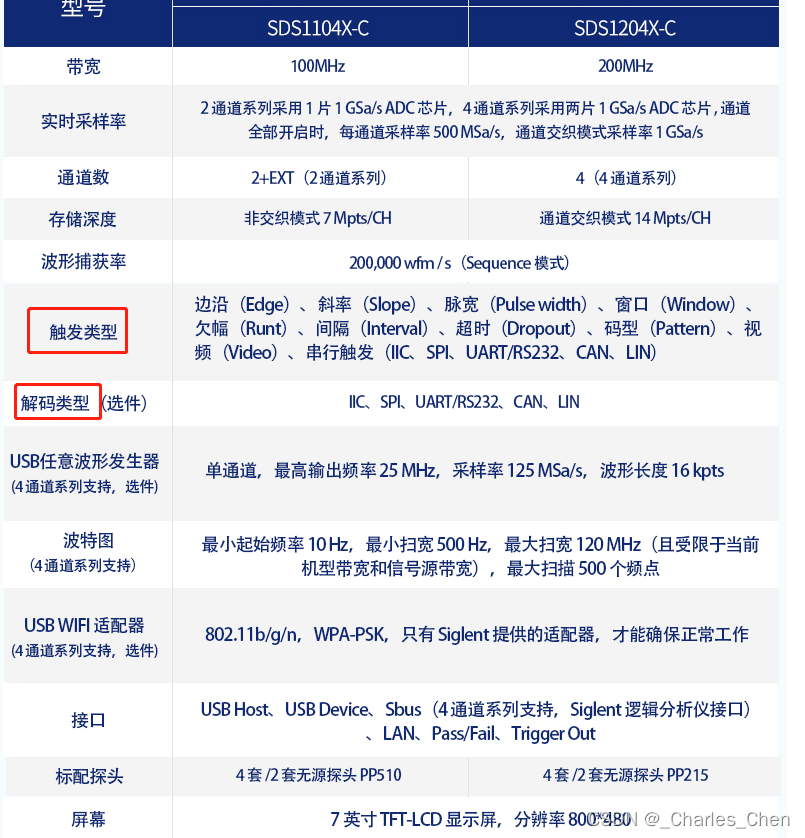 型号
SDS1104X-C
SDS1204X-C
带宽
100MHz
200MHz
实时采样率
2 通道系列采用 1 片 1 GSa/s ADC 芯片，4 通道系列采用两片 1 GSa/s ADC 芯片，通道
全部开启时，每通道采样率 500 MSa/s，通道交织模式采样率 1 GSa/s
通道数
2+EXT（2 通道系列）
4（4 通道系列）
存储深度
非交织模式 7 Mpts/CH
通道交织模式 14 Mpts/CH
波形捕获率
200,000 wfm / s（Sequence 模式）
触发类型
边沿（Edge）、斜率（Slope）、脉宽（Pulse width）、窗口（Window）、
欠幅（Runt）、间隔（Interval）、超时（Dropout）、码型（Pattern）、视
频（Video）、串行触发（IIC、SPI、UART/RS232、CAN、LIN）
解码类型 (选件)
IIC、SPI、UART/RS232、CAN、LIN
USB任意波形发生器
(4 通道系列支持，选件)
单通道，最高输出频率 25 MHz，采样率 125 MSa/s，波形长度 16 kpts
波特图
(4 通道系列支持)
最小起始频率 10 Hz，最小扫宽 500 Hz，最大扫宽 120 MHz（且受限于当前
机型带宽和信号源带宽），最大扫描 500 个频点
USB WIFI 适配器
(4 通道系列支持，选件)
802.11b/g/n，WPA-PSK，只有 Siglent 提供的适配器，才能确保正常工作
接口
USB Host、USB Device、Sbus（4 通道系列支持，Siglent 逻辑分析仪接口）
、LAN、Pass/Fail、Trigger Out
标配探头
4 套 /2 套无源探头 PP510
4 套 /2 套无源探头 PP215
屏幕
7 英寸 TFT-LCD 显示屏，分辨率 800*480
CSDN @_Charles_Chen